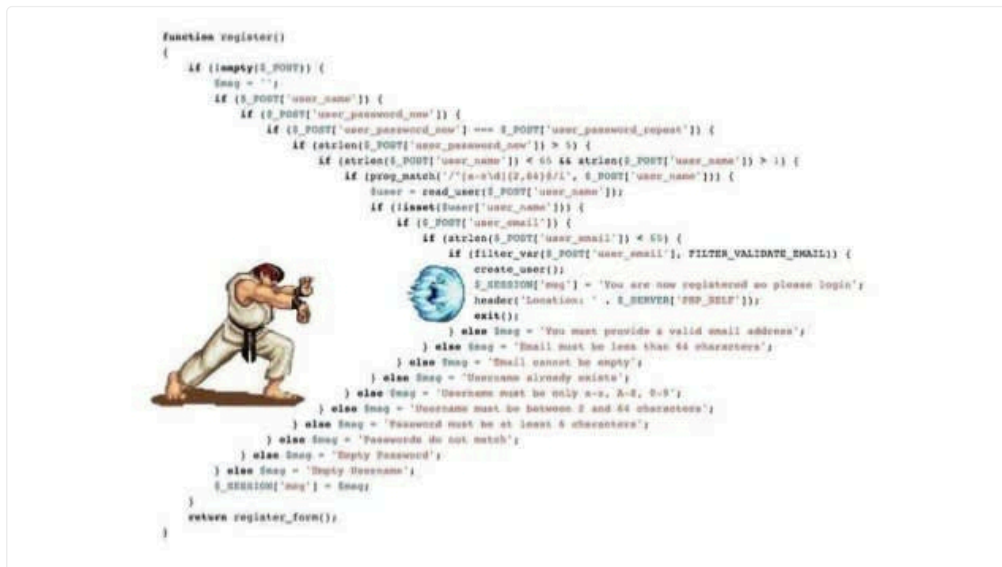 function register()
{
if (!empty($_POST)) {
$msg = '';
if ($_POST['user_name']) {
if ($_POST['user_password_new']) {
if ($_POST['user_password_new'] === $_POST['user_password_repeat']) {
if (strlen($_POST['user_password_new']) > 5) {
if (strlen($_POST['user_name']) < 65 && strlen($_POST['user_name']) > 1) {
if (preg_match('/^[a-z\d]{2,64}$/i', $_POST['user_name'])) {
$user = read_user($_POST['user_name']);
if (!isset($user['user_name'])) {
if ($_POST['user_email']) {
if (strlen($_POST['user_email']) < 65) {
if (filter_var($_POST['user_email'], FILTER_VALIDATE_EMAIL)) {
create_user();
$_SESSION['msg'] = 'You are now registered so please login';
header('Location: ' . $_SERVER['PHP_SELF']);
exit();
} else $msg = 'You must provide a valid email address';
} else $msg = 'Email must be less than 64 characters';
} else $msg = 'Email cannot be empty';
} else $msg = 'Username already exists';
} else $msg = 'Username must be only a-z, A-Z, 0-9';
} else $msg = 'Username must be between 2 and 64 characters';
} else $msg = 'Password must be at least 6 characters';
} else $msg = 'Passwords do not match';
} else $msg = 'Empty Password';
} else $msg = 'Empty Username';
$_SESSION['msg'] = $msg;
}
return register_form();
}